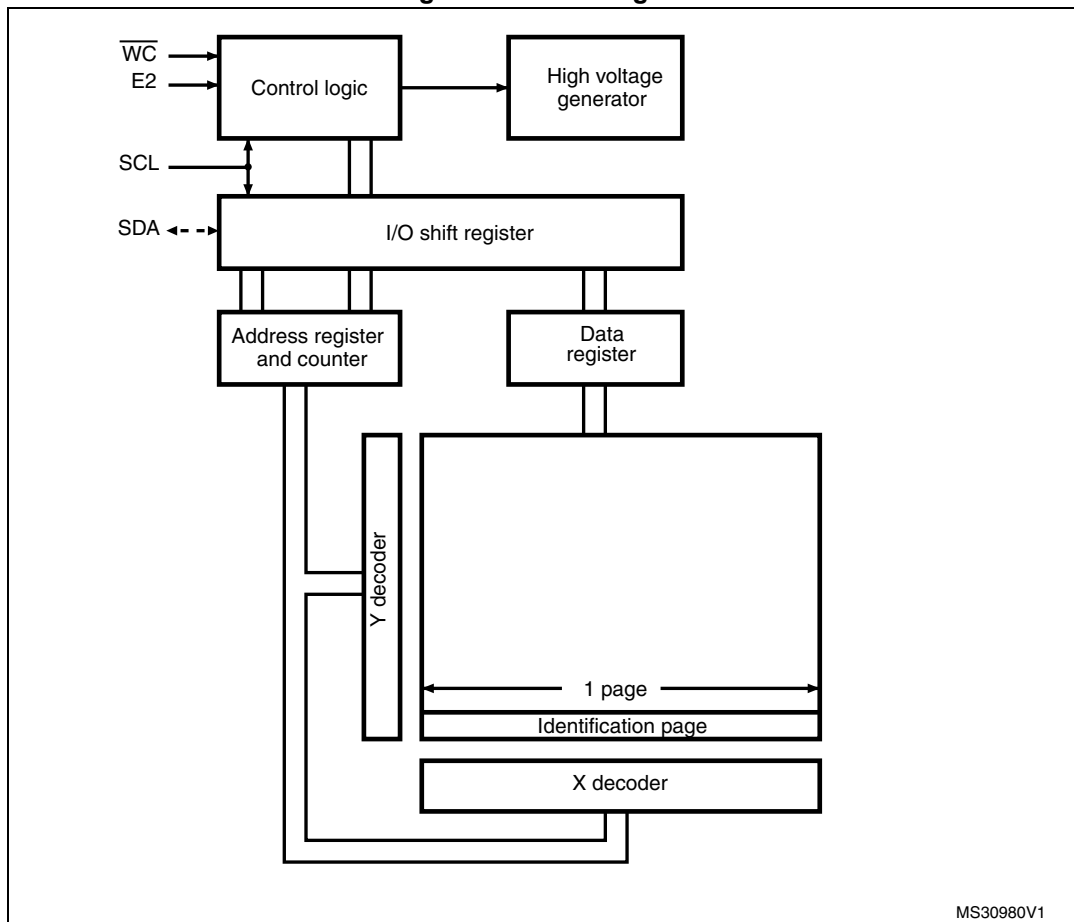 WC
E2
Control logic
High voltage
generator
SCL
SDA
I/O shift register
Address register
and counter
Data
register
Y decoder
1 page
Identification page
X decoder
MS30980V1